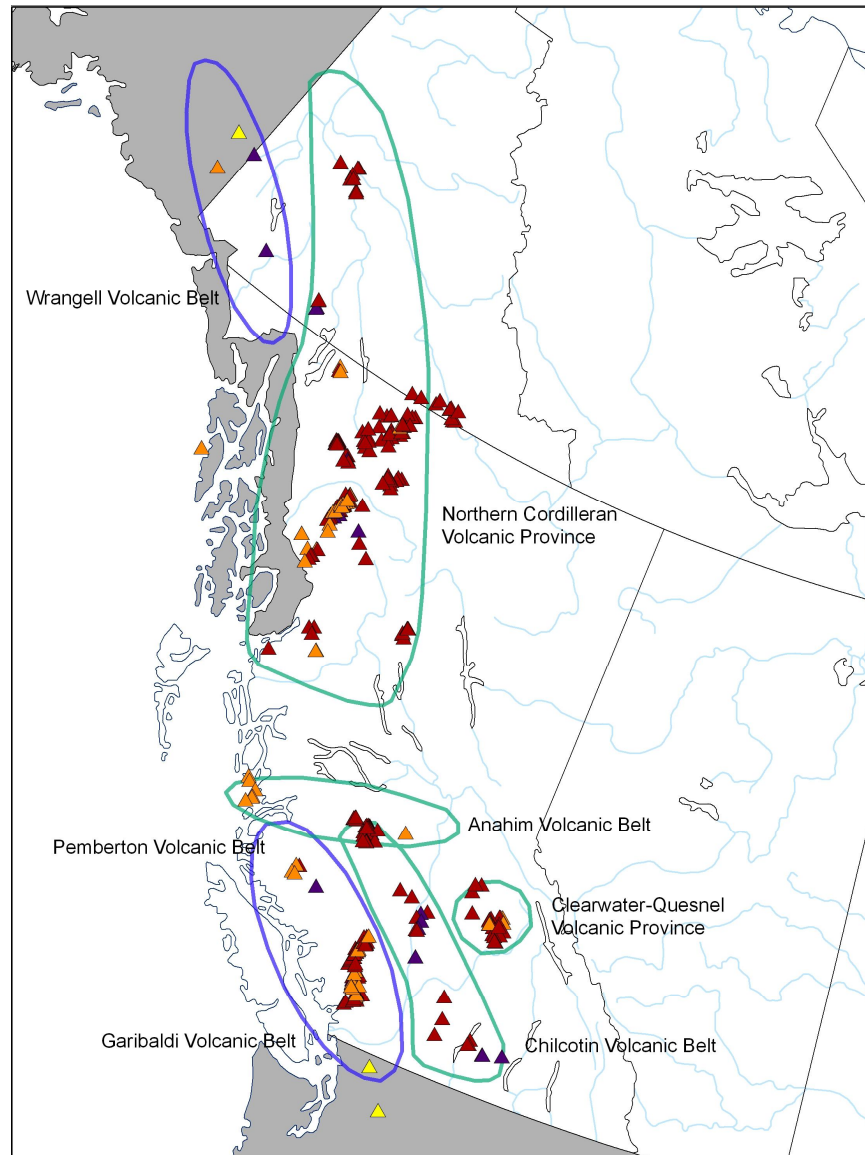 Wrangell Volcanic Belt
Northern Cordilleran
Volcanic Province
Anahim Volcanic Belt
Pemberton Volcanic Belt
Clearwater-Quesnel
Volcanic Province
Garibaldi Volcanic Belt
Chilcotin Volcanic Belt